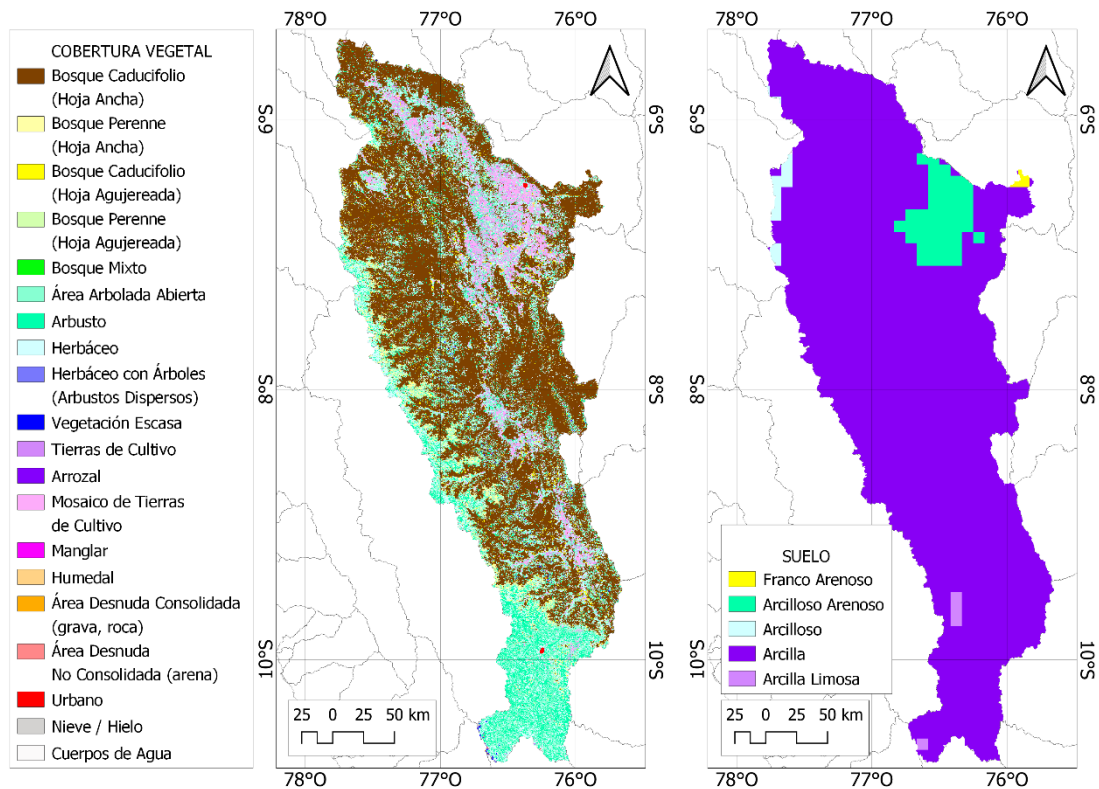 COBERTURA VEGETAL
Bosque Caducifolio
(Hoja Ancha)
Bosque Perenne
(Hoja Ancha)
Bosque Caducifolio
(Hoja Agujereada)
Bosque Perenne
(Hoja Agujereada)
Bosque Mixto
Área Arbolada Abierta
Arbusto
Herbáceo
Herbáceo con Árboles
(Arbustos Dispersos)
Vegetación Escasa
Tierras de Cultivo
Arrozal
Mosaico de Tierras
de Cultivo
Manglar
Humedal
Área Desnuda Consolidada
(grava, roca)
Área Desnuda
No Consolidada (arena)
Urbano
Nieve / Hielo
Cuerpos de Agua
78°O 77°O 76°O
6°S 6°S
8°S 8°S
10°S 10°S
25 0 25 50 km
78°O 77°O 76°O
78°O 77°O 76°O
6°S
8°S
10°S
SUELO
Franco Arenoso
Arcilloso Arenoso
Arcilloso
Arcilla
Arcilla Limosa
25 0 25 50 km
78°O 77°O 76°O